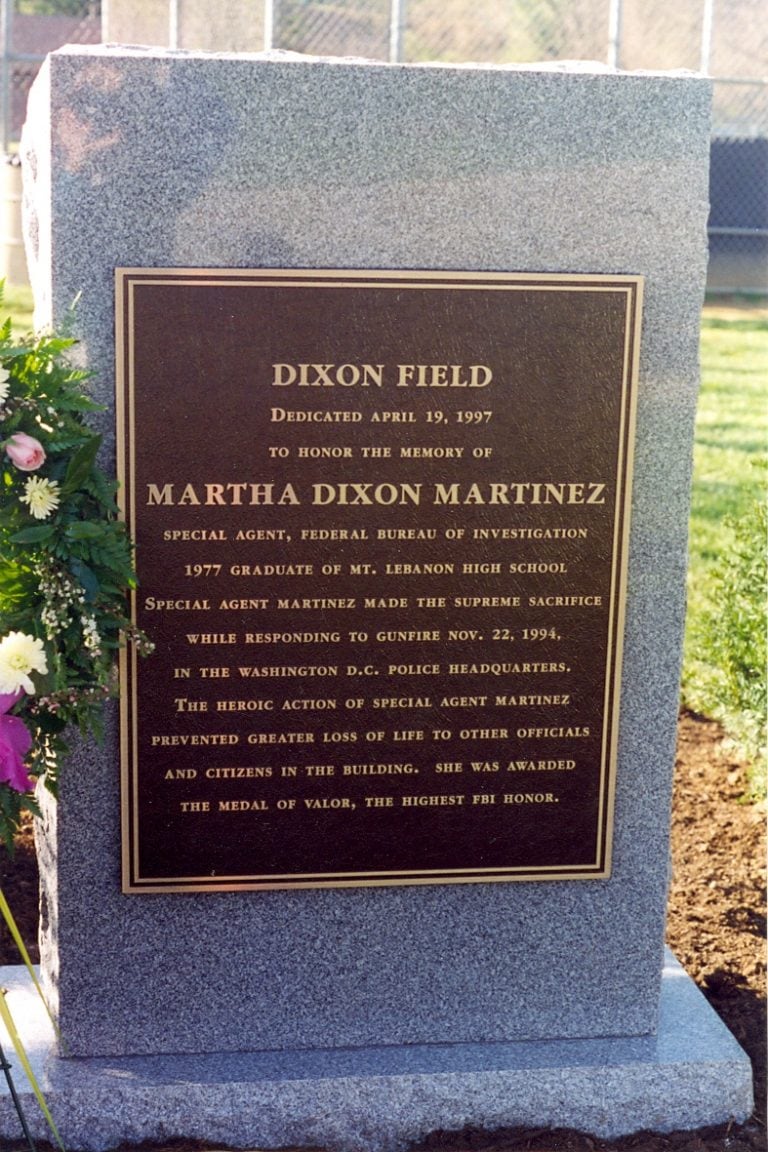 DIXON FIELD
DEDICATED APRIL 19, 1997
TO HONOR THE MEMORY OF
MARTHA DIXON MARTINEZ
SPECIAL AGENT, FEDERAL BUREAU OF INVESTIGATION
1977 GRADUATE OF MT. LEBANON HIGH SCHOOL
SPECIAL AGENT MARTINEZ MADE THE SUPREME SACRIFICE
WHILE RESPONDING TO GUNFIRE NOV. 22, 1994,
IN THE WASHINGTON D.C. POLICE HEADQUARTERS.
THE HEROIC ACTION OF SPECIAL AGENT MARTINEZ
PREVENTED GREATER LOSS OF LIFE TO OTHER OFFICIALS
AND CITIZENS IN THE BUILDING. SHE WAS AWARDED
THE MEDAL OF VALOR, THE HIGHEST FBI HONOR.